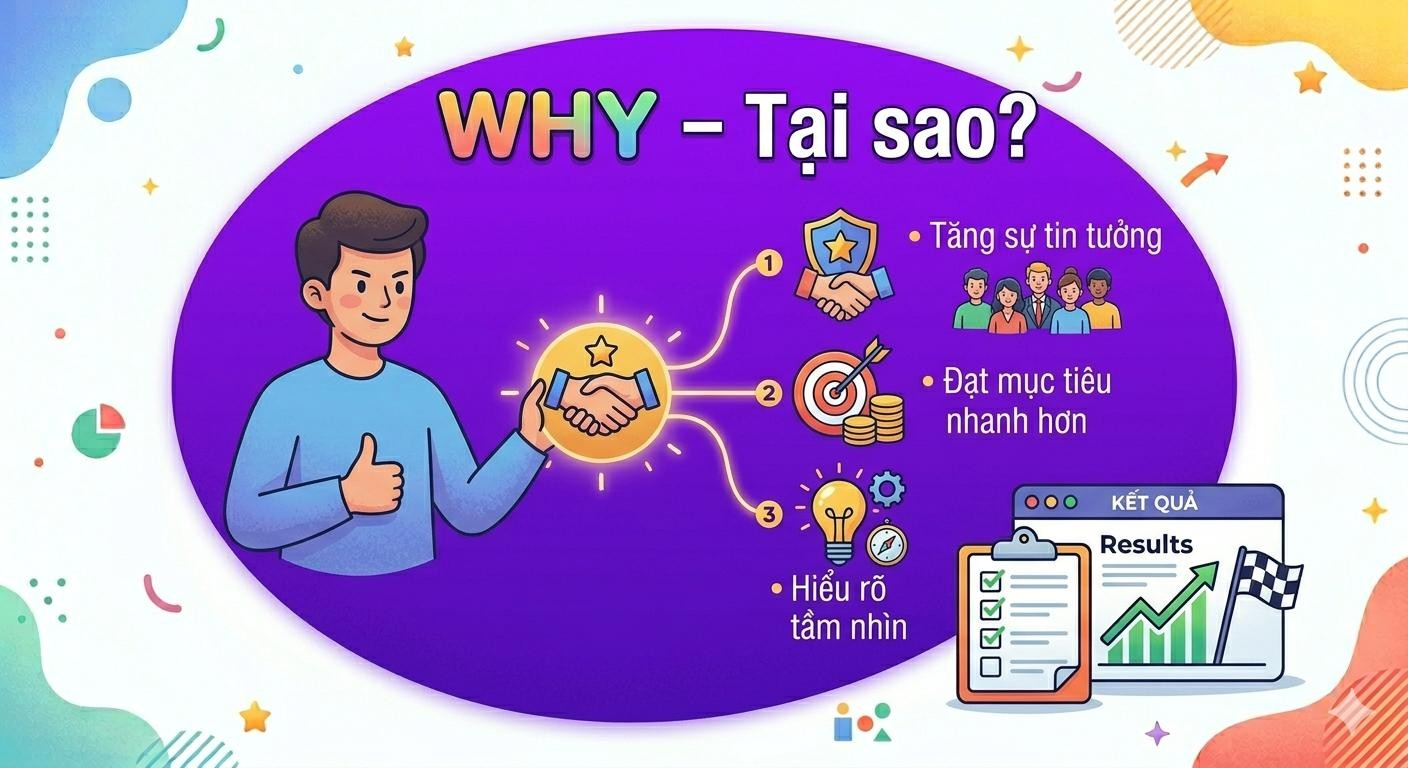 WHY – Tại sao?
1
• Tăng sự tin tưởng
2
• Đạt mục tiêu
nhanh hơn
3
• Hiểu rõ
tầm nhìn
KẾT QUẢ
Results